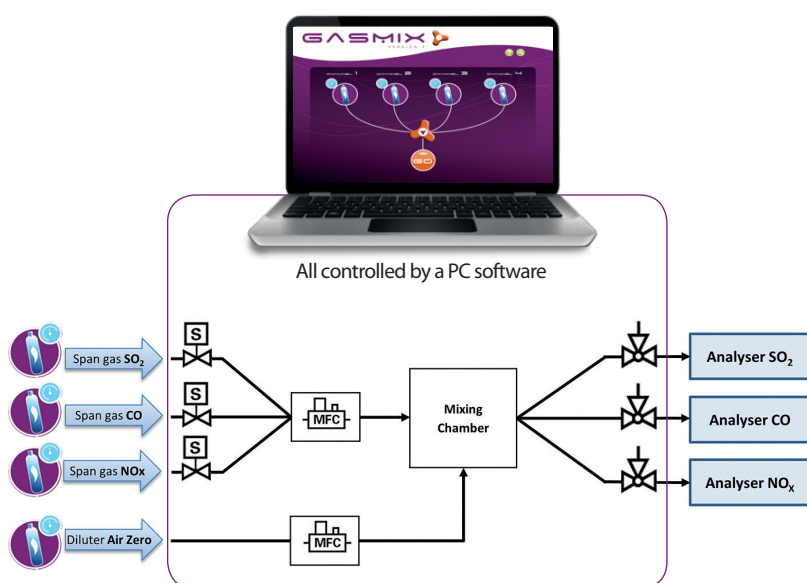 GASMIX
VERSION 2
CHANNEL 1
CHANNEL 2
CHANNEL 3
CHANNEL 4
GO
All controlled by a PC software
Span gas SO₂
S
Span gas CO
S
Span gas NOx
S
MFC
Mixing
Chamber
Diluter Air Zero
MFC
Analyser SO₂
Analyser CO
Analyser NOₓ